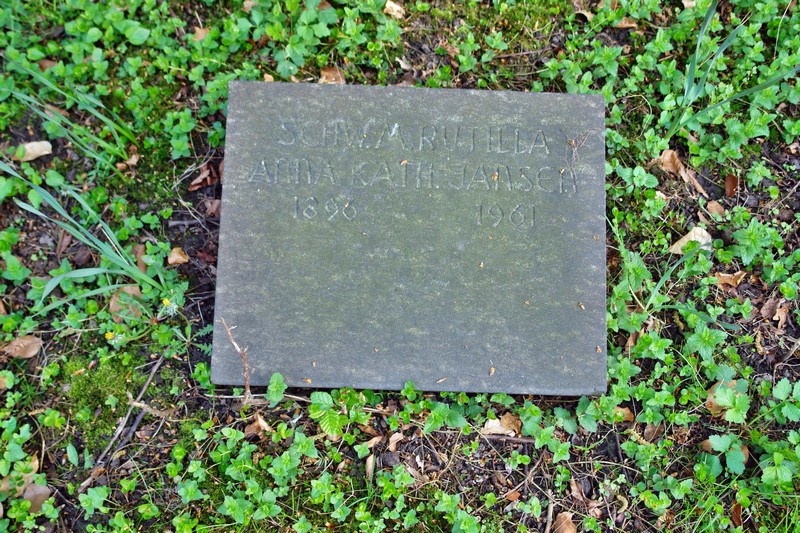 SCHW. M. RUTILLA
ANNA KATH. JANSEN
1896 1961